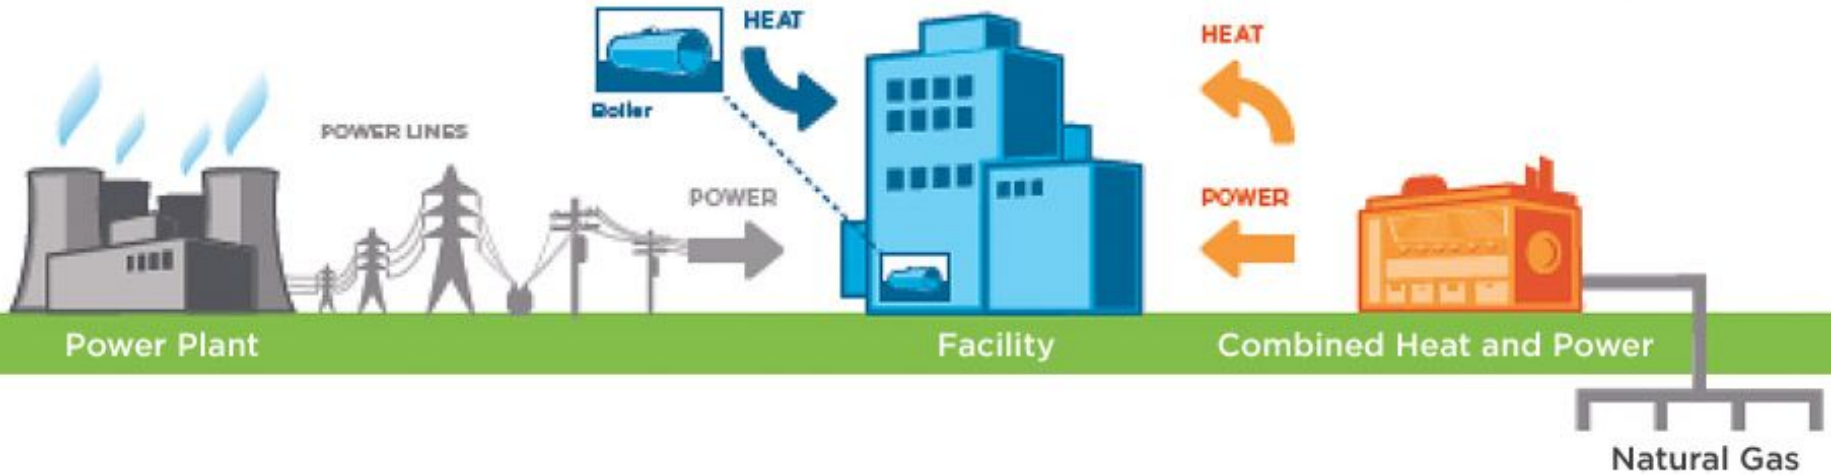 HEAT
Boiler
POWER LINES
POWER
HEAT
POWER
Power Plant
Facility
Combined Heat and Power
Natural Gas